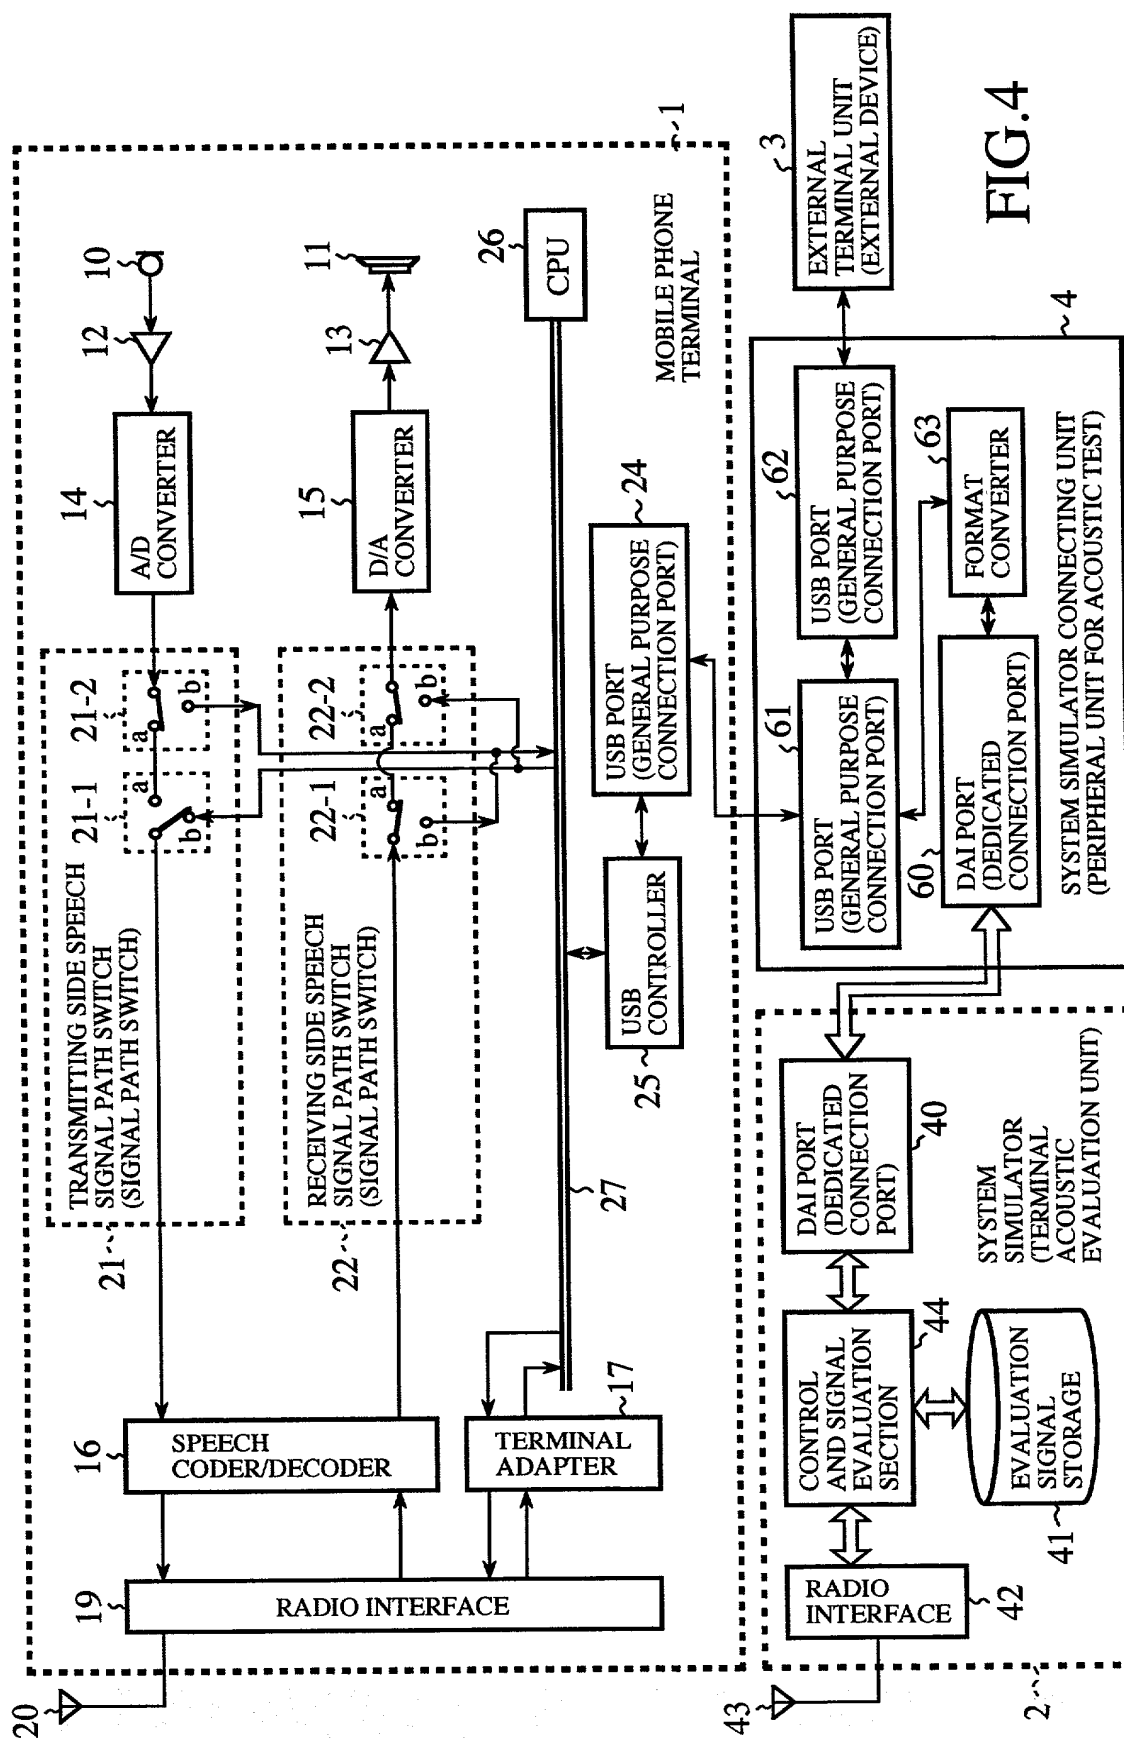 FIG.4
1
MOBILE PHONE
TERMINAL
10
12
14
A/D
CONVERTER
21-2
a
b
21-1
a
b
TRANSMITTING SIDE SPEECH
SIGNAL PATH SWITCH
(SIGNAL PATH SWITCH)
21
11
13
15
D/A
CONVERTER
22-2
a
b
22-1
a
b
RECEIVING SIDE SPEECH
SIGNAL PATH SWITCH
(SIGNAL PATH SWITCH)
22
16
SPEECH
CODER/DECODER
17
TERMINAL
ADAPTER
19
RADIO INTERFACE
20
26
CPU
27
24
USB PORT
(GENERAL PURPOSE
CONNECTION PORT)
25
USB
CONTROLLER
3
EXTERNAL
TERMINAL UNIT
(EXTERNAL DEVICE)
4
62
USB PORT
(GENERAL PURPOSE
CONNECTION PORT)
61
USB PORT
(GENERAL PURPOSE
CONNECTION PORT)
63
FORMAT
CONVERTER
60
DAI PORT
(DEDICATED
CONNECTION PORT)
SYSTEM SIMULATOR CONNECTING UNIT
(PERIPHERAL UNIT FOR ACOUSTIC TEST)
40
DAI PORT
(DEDICATED
CONNECTION
PORT)
44
CONTROL
AND SIGNAL
EVALUATION
SECTION
41
EVALUATION
SIGNAL
STORAGE
42
RADIO
INTERFACE
43
2
SYSTEM
SIMULATOR
(TERMINAL
ACOUSTIC
EVALUATION UNIT)